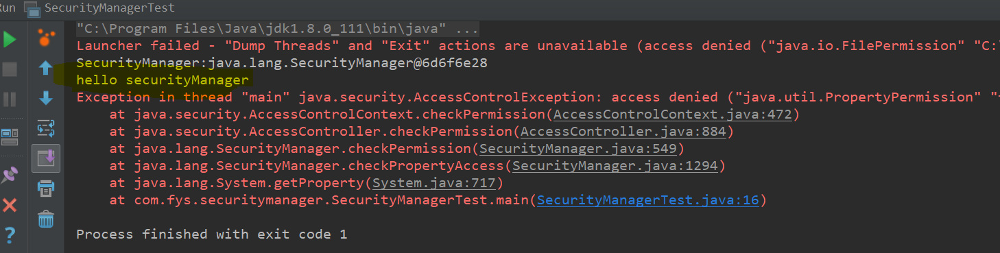 Run SecurityManagerTest
"C:\Program Files\Java\jdk1.8.0_111\bin\java" ...
Launcher failed - "Dump Threads" and "Exit" actions are unavailable (access denied ("java.io.FilePermission" "C:\
SecurityManager:java.lang.SecurityManager@6d6f6e28
hello securityManager
Exception in thread "main" java.security.AccessControlException: access denied ("java.util.PropertyPermission" "
at java.security.AccessControlContext.checkPermission(AccessControlContext.java:472)
at java.security.AccessController.checkPermission(AccessController.java:884)
at java.lang.SecurityManager.checkPermission(SecurityManager.java:549)
at java.lang.SecurityManager.checkPropertyAccess(SecurityManager.java:1294)
at java.lang.System.getProperty(System.java:717)
at com.fys.securitymanager.SecurityManagerTest.main(SecurityManagerTest.java:16)
Process finished with exit code 1